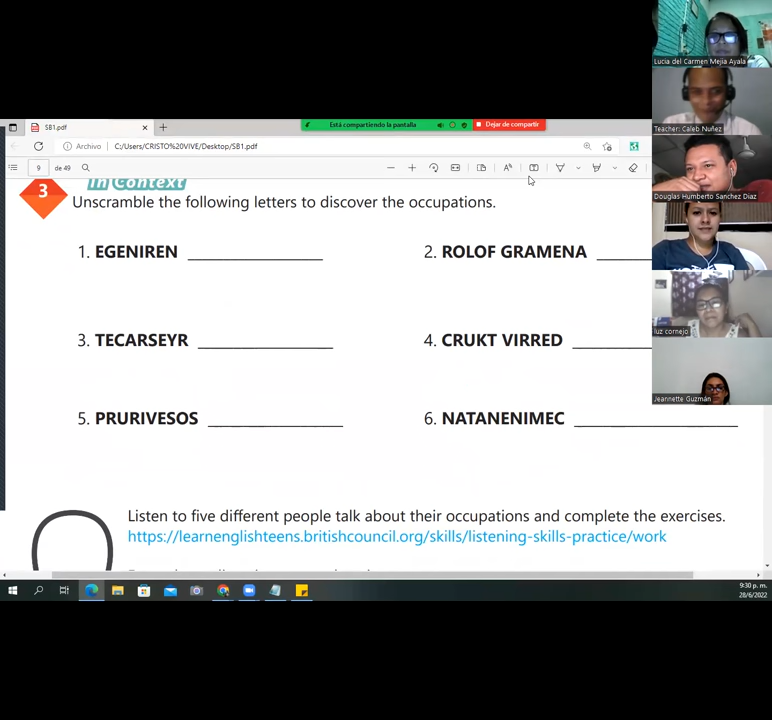 SB1.pdf
Está compartiendo la pantalla
Dejar de compartir
Archivo
C:/Users/CRISTO%20VIVE/Desktop/SB1.pdf
9
de 49
In Context
3
Unscramble the following letters to discover the occupations.
1. EGENIREN
2. ROLOF GRAMENA
3. TECARSEYR
4. CRUKT VIRRED
5. PRURIVESOS
6. NATANENIMEC
Listen to five different people talk about their occupations and complete the exercises.
https://learnenglishteens.britishcouncil.org/skills/listening-skills-practice/work
Lucia del Carmen Mejia Ayala
Teacher: Caleb Nuñez
Douglas Humberto Sanchez Diaz
luz cornejo
Jeannette Guzmán
9:30 p. m.
28/6/2022